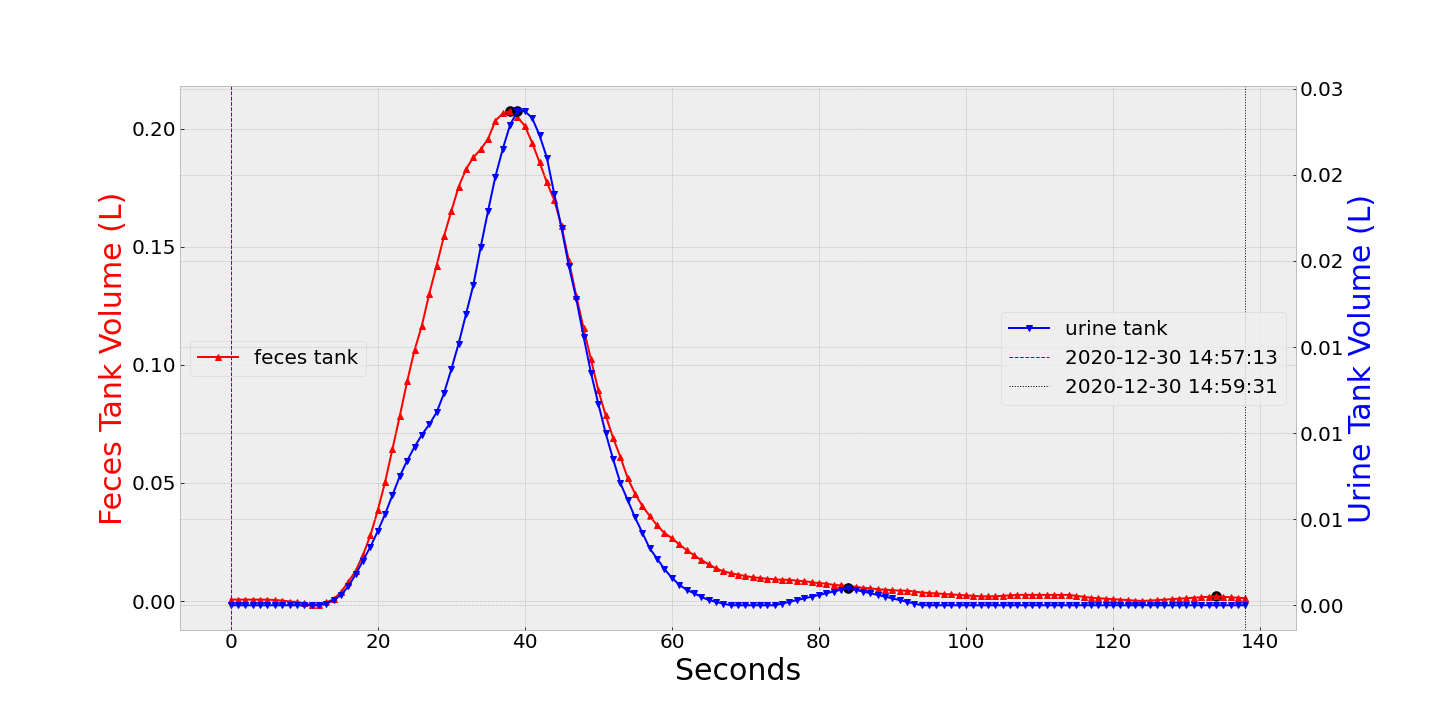 Feces Tank Volume (L)
0.20
0.15
0.10
0.05
0.00
feces tank
urine tank
2020-12-30 14:57:13
2020-12-30 14:59:31
0.03
0.02
0.02
0.01
0.01
0.01
0.00
Urine Tank Volume (L)
0 20 40 60 80 100 120 140
Seconds